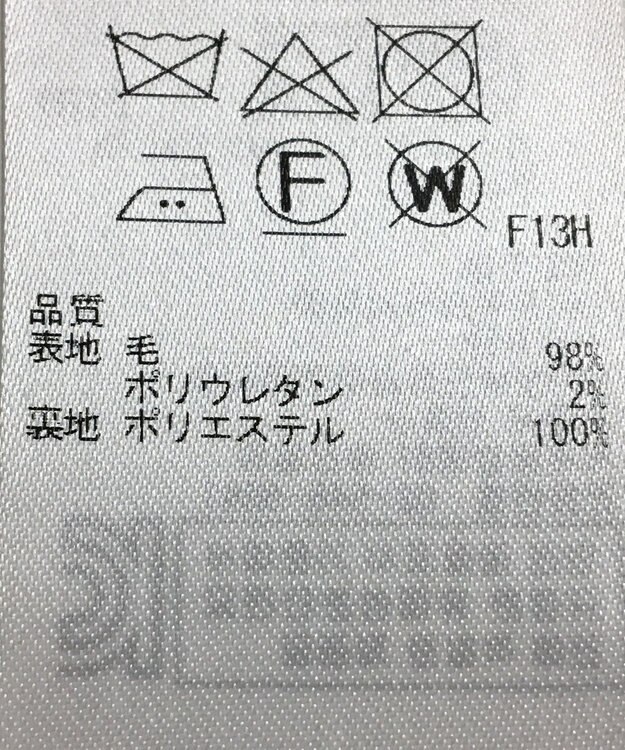 F W
F13H
品質
表地 毛 98%
ポリウレタン 2%
裏地 ポリエステル 100%